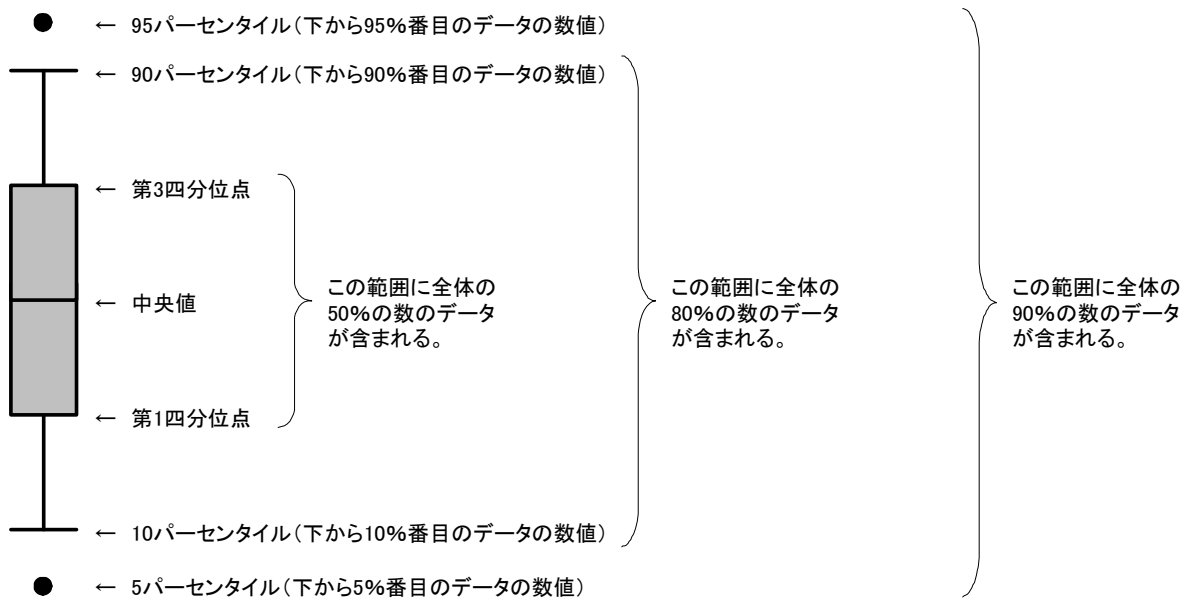 ← 95パーセンタイル（下から95%番目のデータの数値）
← 90パーセンタイル（下から90%番目のデータの数値）
← 第3四分位点
← 中央値
この範囲に全体の
50%の数のデータ
が含まれる。
この範囲に全体の
80%の数のデータ
が含まれる。
この範囲に全体の
90%の数のデータ
が含まれる。
← 第1四分位点
← 10パーセンタイル（下から10%番目のデータの数値）
← 5パーセンタイル（下から5%番目のデータの数値）